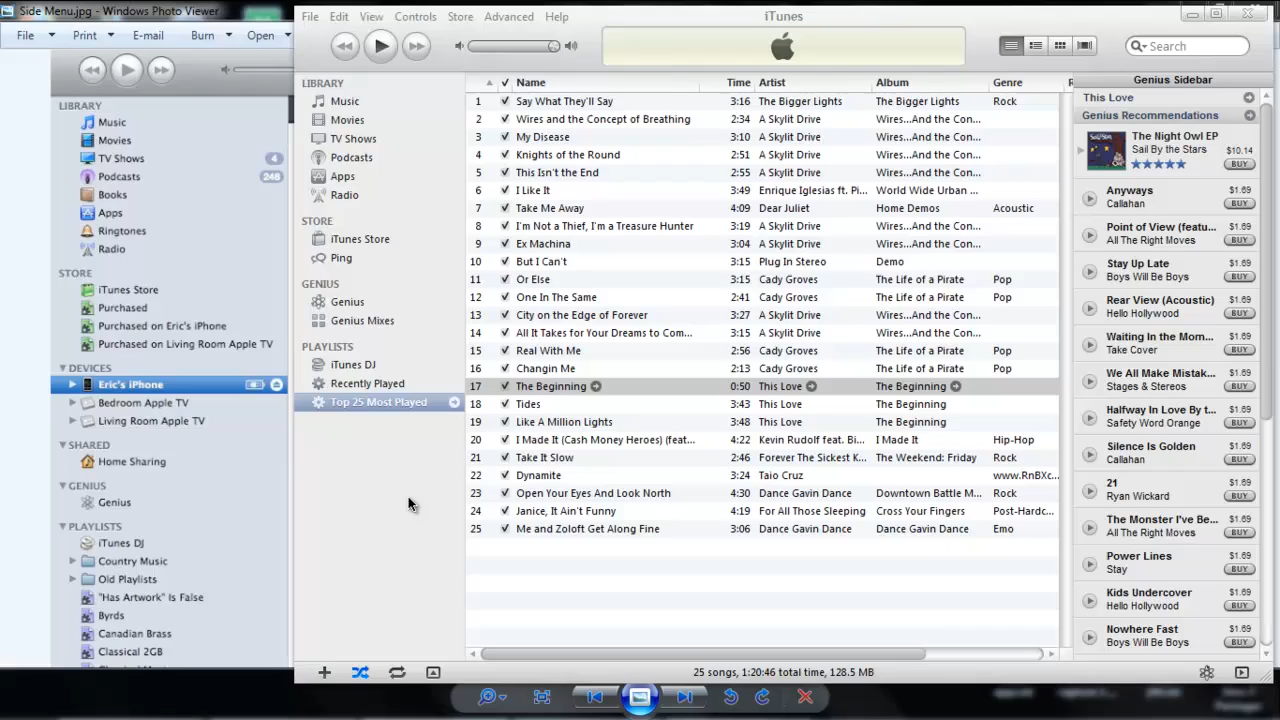 Side Menu.jpg - Windows Photo Viewer
File Print E-mail Burn Open
LIBRARY
Music
Movies
TV Shows 4
Podcasts 246
Books
Apps
Ringtones
Radio
STORE
iTunes Store
Purchased
Purchased on Eric's iPhone
Purchased on Living Room Apple TV
DEVICES
Eric's iPhone
Bedroom Apple TV
Living Room Apple TV
SHARED
Home Sharing
GENIUS
Genius
PLAYLISTS
iTunes DJ
Country Music
Old Playlists
"Has Artwork" Is False
Byrds
Canadian Brass
Classical 2GB
iTunes
File Edit View Controls Store Advanced Help
Search
LIBRARY
Music
Movies
TV Shows
Podcasts
Apps
Radio
STORE
iTunes Store
Ping
GENIUS
Genius
Genius Mixes
PLAYLISTS
iTunes DJ
Recently Played
Top 25 Most Played
Name Time Artist Album Genre
1 Say What They'll Say 3:16 The Bigger Lights The Bigger Lights Rock
2 Wires and the Concept of Breathing 2:34 A Skylit Drive Wires...And the Con...
3 My Disease 3:10 A Skylit Drive Wires...And the Con...
4 Knights of the Round 2:51 A Skylit Drive Wires...And the Con...
5 This Isn't the End 2:55 A Skylit Drive Wires...And the Con...
6 I Like It 3:49 Enrique Iglesias ft. Pi... World Wide Urban ...
7 Take Me Away 4:09 Dear Juliet Home Demos Acoustic
8 I'm Not a Thief, I'm a Treasure Hunter 3:19 A Skylit Drive Wires...And the Con...
9 Ex Machina 3:04 A Skylit Drive Wires...And the Con...
10 But I Can't 3:15 Plug In Stereo Demo
11 Or Else 3:15 Cady Groves The Life of a Pirate Pop
12 One In The Same 2:41 Cady Groves The Life of a Pirate Pop
13 City on the Edge of Forever 3:27 A Skylit Drive Wires...And the Con...
14 All It Takes for Your Dreams to Com... 3:15 A Skylit Drive Wires...And the Con...
15 Real With Me 2:56 Cady Groves The Life of a Pirate Pop
16 Changin Me 2:13 Cady Groves The Life of a Pirate Pop
17 The Beginning 0:50 This Love The Beginning
18 Tides 3:43 This Love The Beginning
19 Like A Million Lights 3:48 This Love The Beginning
20 I Made It (Cash Money Heroes) (feat... 4:22 Kevin Rudolf feat. Bi... I Made It Hip-Hop
21 Take It Slow 2:46 Forever The Sickest K... The Weekend: Friday Rock
22 Dynamite 3:24 Taio Cruz www.RnBXc...
23 Open Your Eyes And Look North 4:30 Dance Gavin Dance Downtown Battle M... Rock
24 Janice, It Ain't Funny 4:19 For All Those Sleeping Cross Your Fingers Post-Hardc...
25 Me and Zoloft Get Along Fine 3:06 Dance Gavin Dance Dance Gavin Dance Emo
25 songs, 1:20:46 total time, 128.5 MB
Genius Sidebar
This Love
Genius Recommendations
The Night Owl EP
Sail By the Stars $10.14
BUY
Anyways $1.69
Callahan BUY
Point of View (featu... $1.69
All The Right Moves BUY
Stay Up Late $1.69
Boys Will Be Boys BUY
Rear View (Acoustic) $1.69
Hello Hollywood BUY
Waiting In the Mom... $1.69
Take Cover BUY
We All Make Mistak... $1.69
Stages & Stereos BUY
Halfway In Love By t... $1.69
Safety Word Orange BUY
Silence Is Golden $1.69
Callahan BUY
21 $1.69
Ryan Wickard BUY
The Monster I've Be... $1.69
All The Right Moves BUY
Power Lines $1.69
Stay BUY
Kids Undercover $1.69
Hello Hollywood BUY
Nowhere Fast $1.69
Boys Will Be Boys BUY